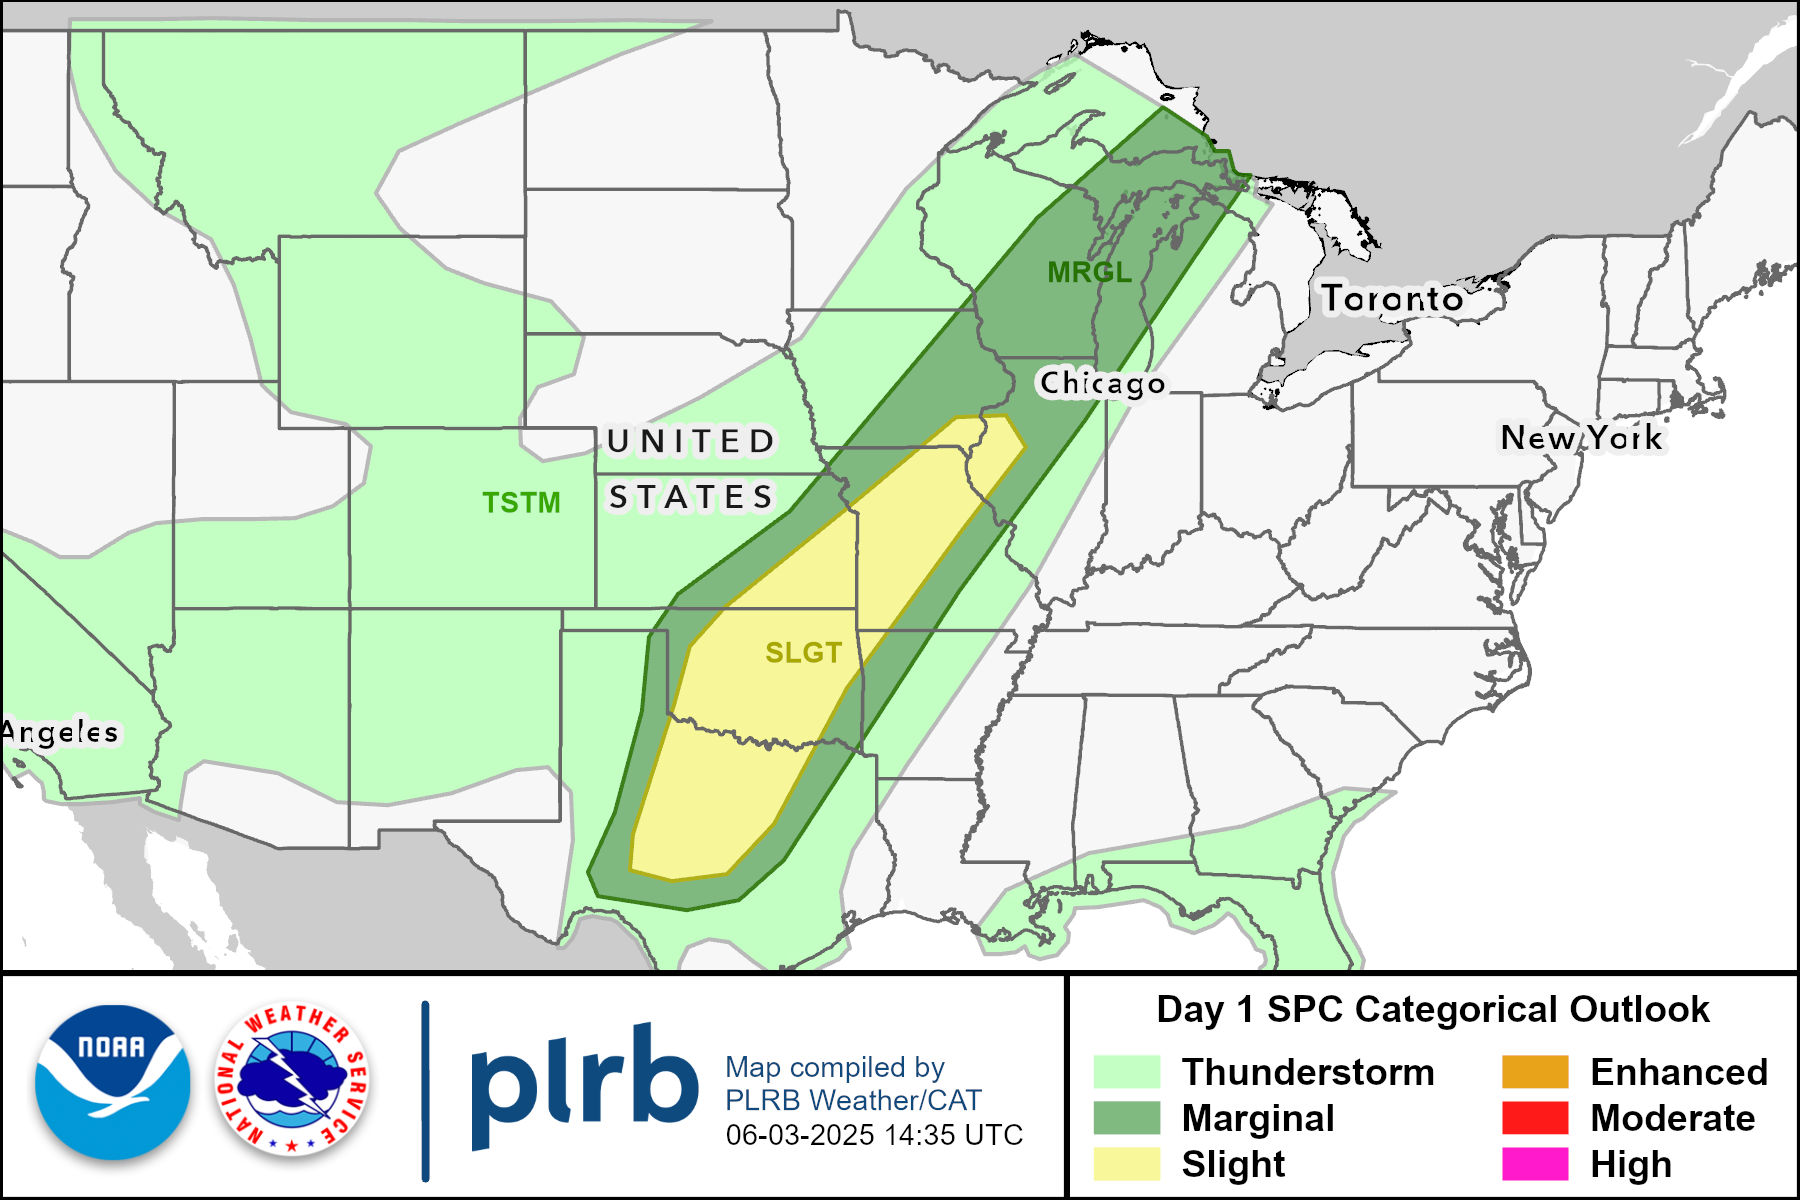 MRGL
Toronto
Chicago
UNITED
New York
STATES
TSTM
SLGT
Angeles
NOAA
NATIONAL WEATHER SERVICE
plrb
Map compiled by
PLRB Weather/CAT
06-03-2025 14:35 UTC
Day 1 SPC Categorical Outlook
Thunderstorm
Enhanced
Marginal
Moderate
Slight
High